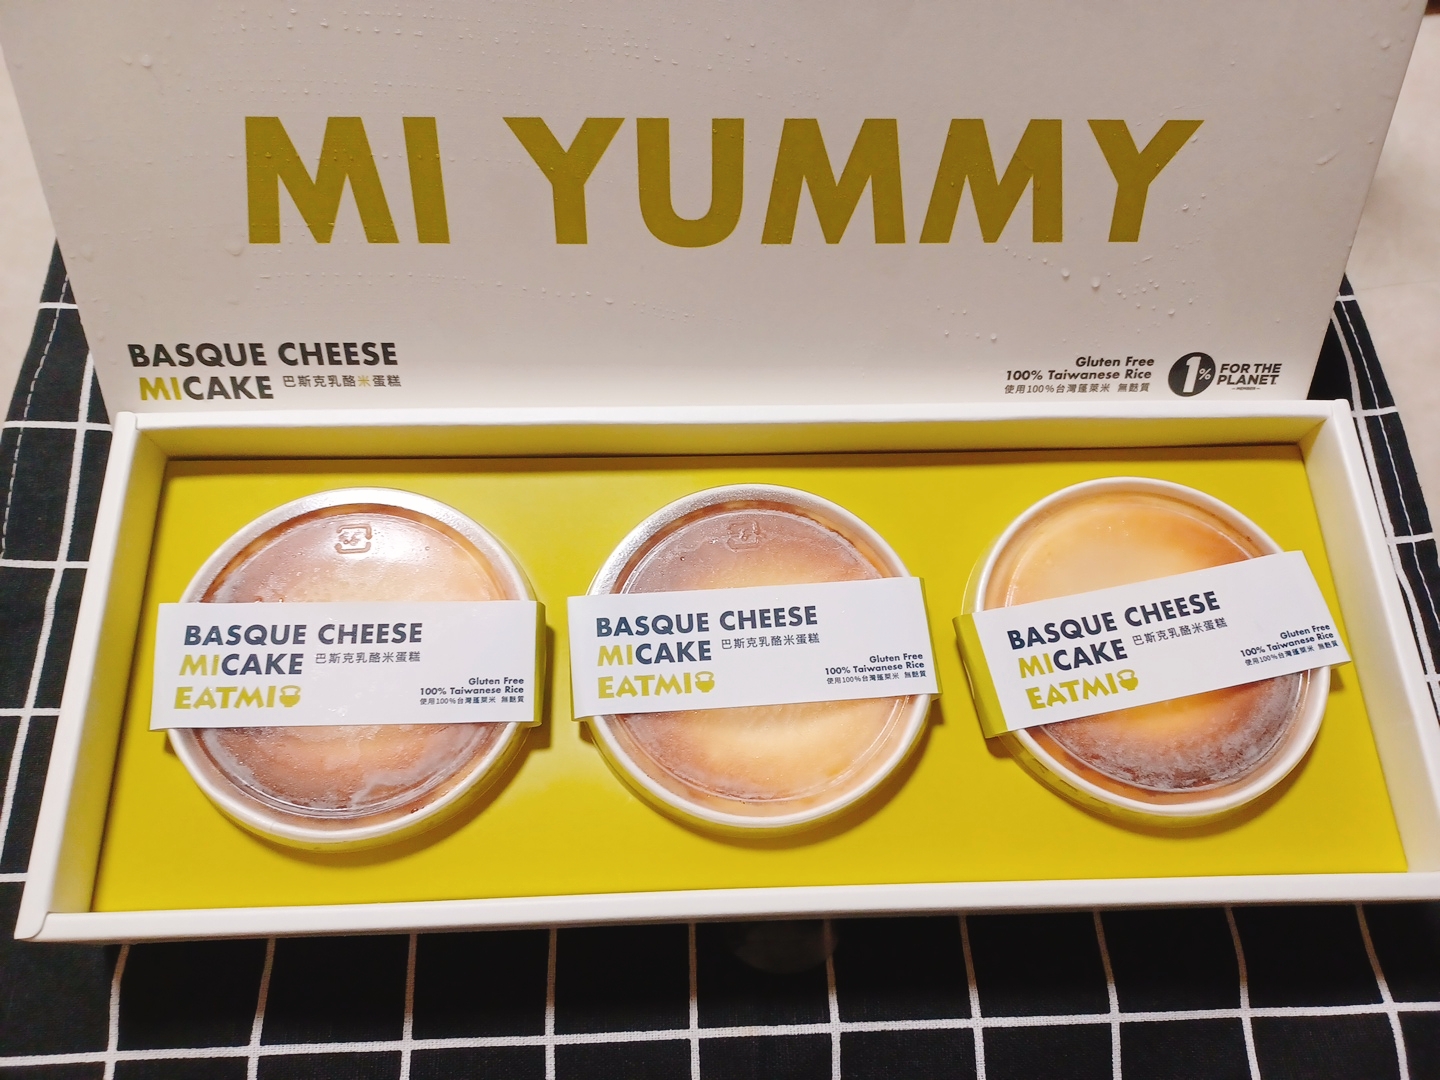 MI YUMMY
BASQUE CHEESE
MICAKE 巴斯克乳酪米蛋糕
Gluten Free
100% Taiwanese Rice
使用100%台灣蓬萊米 無麩質
1% FOR THE
PLANET
MEMBER
BASQUE CHEESE
MICAKE 巴斯克乳酪米蛋糕
EATMI
Gluten Free
100% Taiwanese Rice
使用100%台灣蓬萊米 無麩質
BASQUE CHEESE
MICAKE 巴斯克乳酪米蛋糕
EATMI
Gluten Free
100% Taiwanese Rice
使用100%台灣蓬萊米 無麩質
BASQUE CHEESE
MICAKE 巴斯克乳酪米蛋糕
EATMI
Gluten Free
100% Taiwanese Rice
使用100%台灣蓬萊米 無麩質